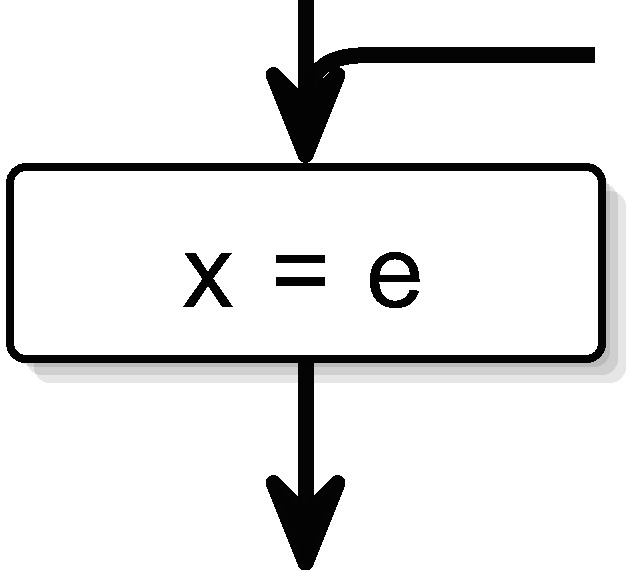 x = e